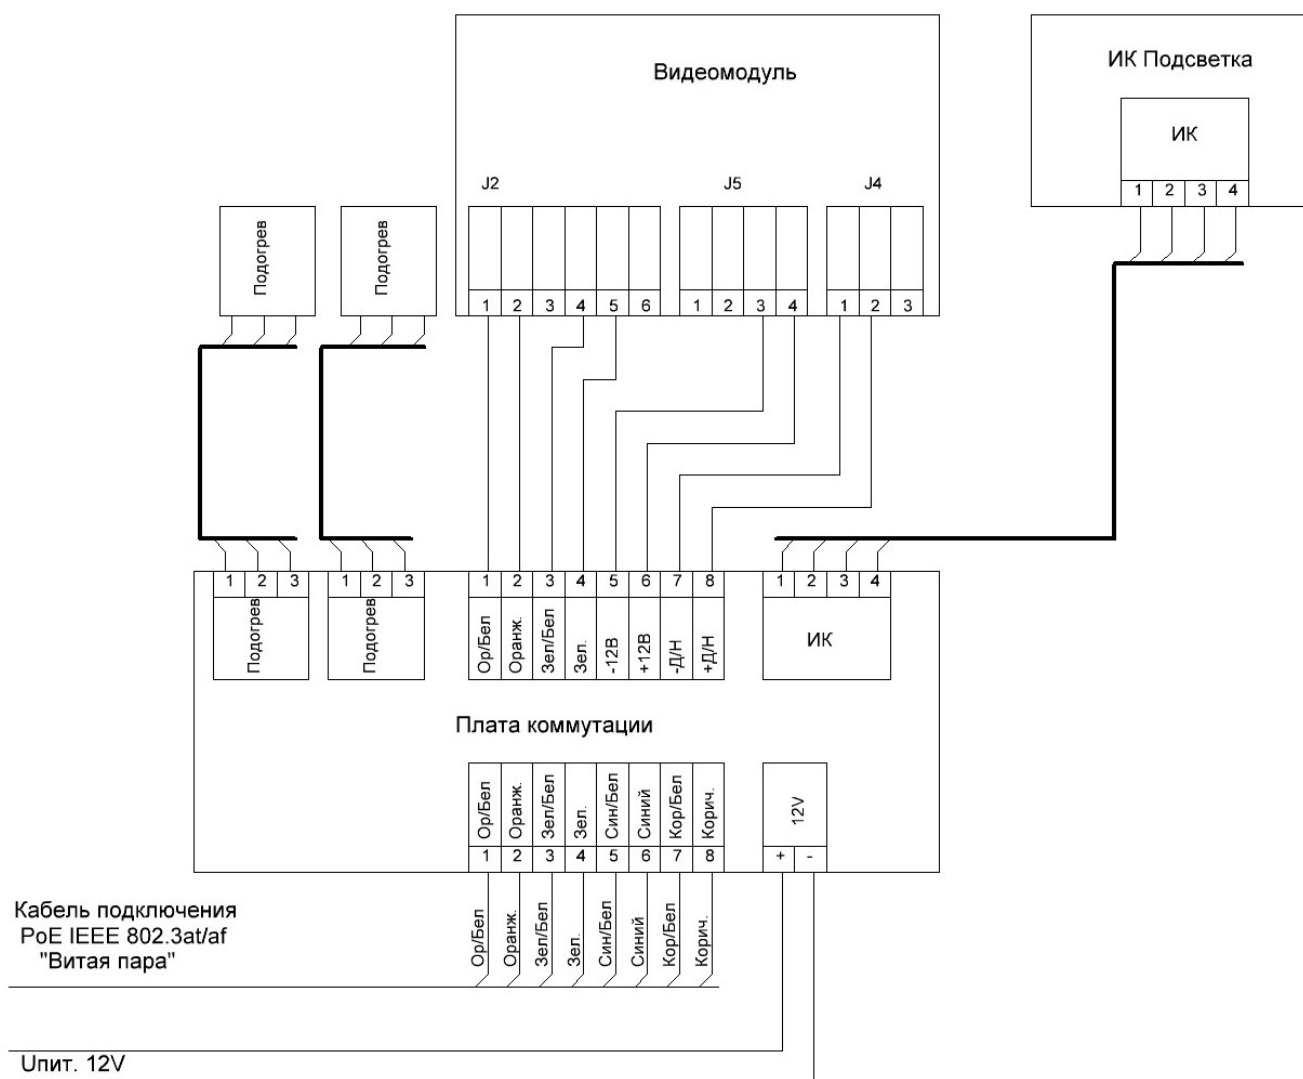 Видеомодуль
ИК Подсветка
ИК
1 2 3 4
J2 J5 J4
Подогрев
Подогрев
1 2 3 4 5 6
1 2 3 4
1 2 3
1 2 3
Подогрев
1 2 3
Подогрев
1 2 3 4 5 6 7 8
Ор/Бел
Оранж.
Зел/Бел
Зел.
-12В
+12В
-Д/Н
+Д/Н
1 2 3 4
ИК
Плата коммутации
Ор/Бел
Оранж.
Зел/Бел
Зел.
Син/Бел
Синий
Кор/Бел
Корич.
1 2 3 4 5 6 7 8
12V
+ -
Ор/Бел
Оранж.
Зел/Бел
Зел.
Син/Бел
Синий
Кор/Бел
Корич.
Кабель подключения
PoE IEEE 802.3at/af
"Витая пара"
Uпит. 12V